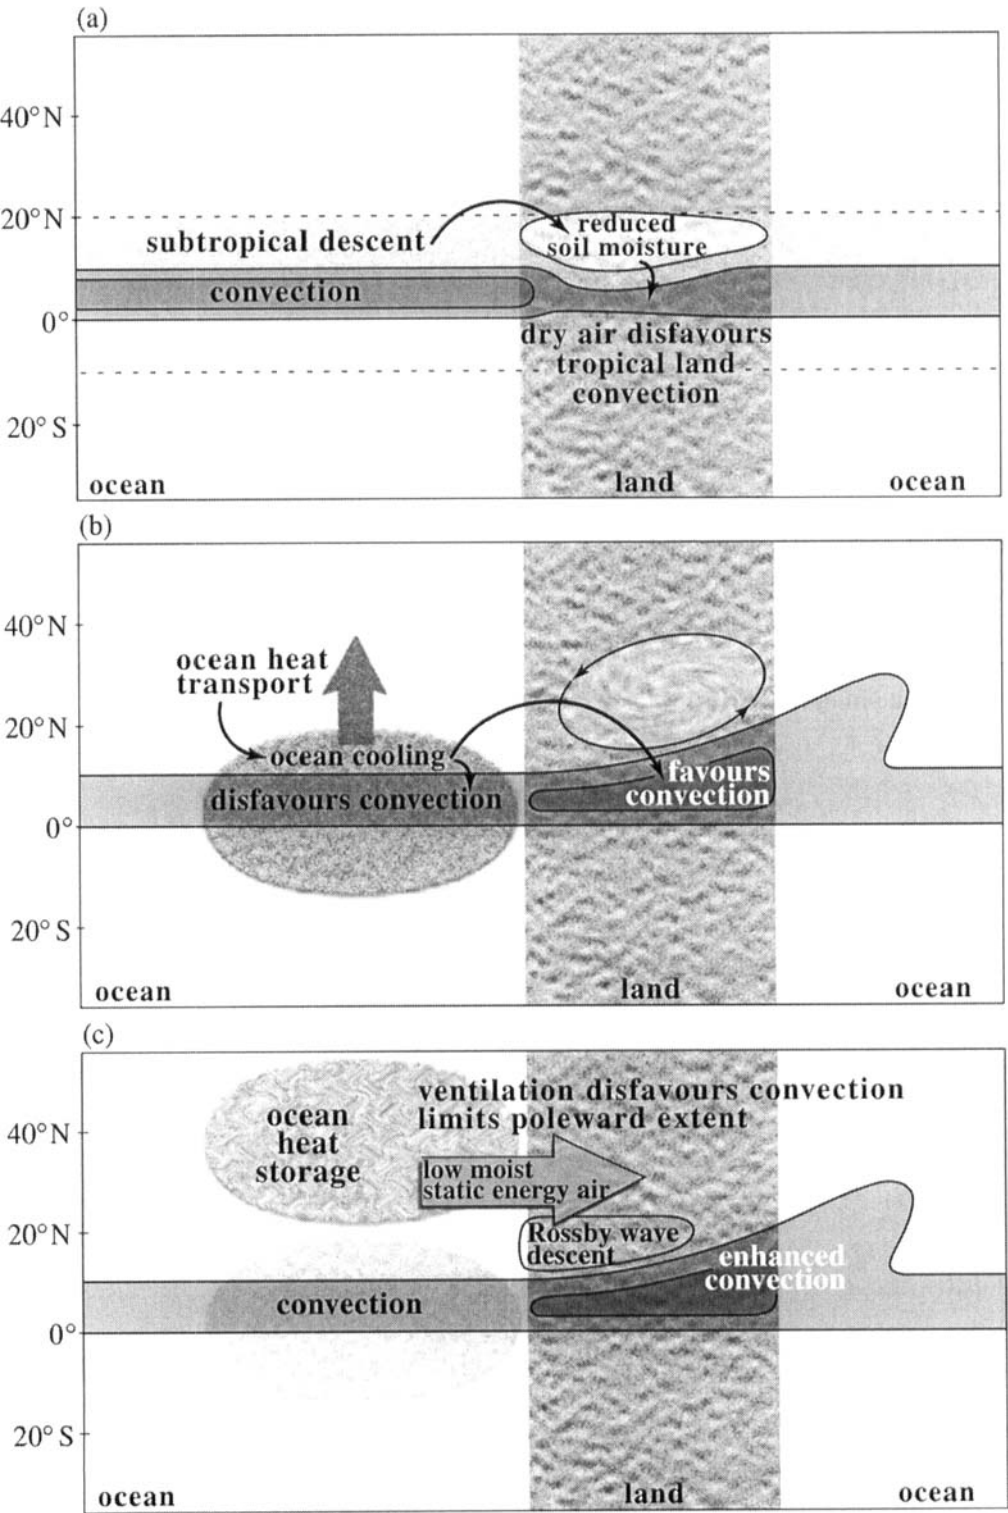 (a)
40°N
20°N
0°
20°S
subtropical descent
reduced
soil moisture
convection
dry air disfavours
tropical land
convection
ocean
land
ocean
(b)
40°N
20°N
0°
20°S
ocean heat
transport
ocean cooling
disfavours convection
favours
convection
ocean
land
ocean
(c)
40°N
20°N
0°
20°S
ocean
heat
storage
ventilation disfavours convection
limits poleward extent
low moist
static energy air
Rossby wave
descent
enhanced
convection
convection
ocean
land
ocean